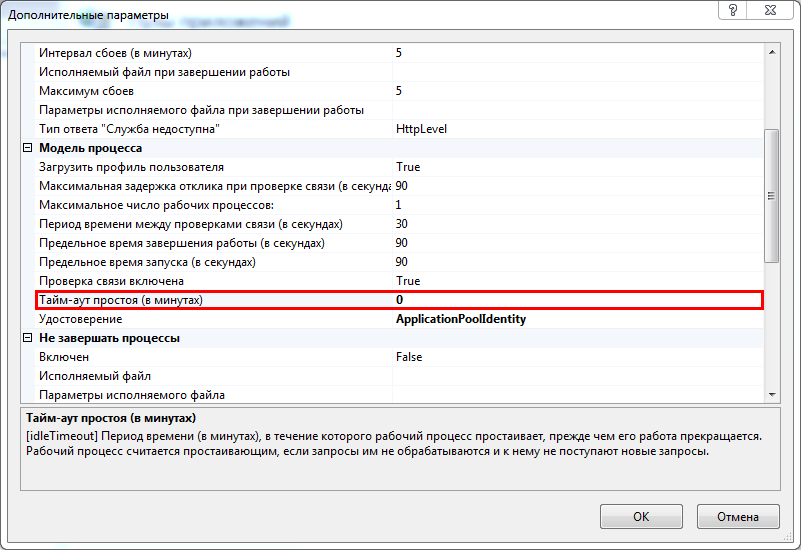 Дополнительные параметры
Интервал сбоев (в минутах) 5
Исполняемый файл при завершении работы
Максимум сбоев 5
Параметры исполняемого файла при завершении работы
Тип ответа "Служба недоступна" HttpLevel
Модель процесса
Загрузить профиль пользователя True
Максимальная задержка отклика при проверке связи (в секунда 90
Максимальное число рабочих процессов: 1
Период времени между проверками связи (в секундах) 30
Предельное время завершения работы (в секундах) 90
Предельное время запуска (в секундах) 90
Проверка связи включена True
Тайм-аут простоя (в минутах) 0
Удостоверение ApplicationPoolIdentity
Не завершать процессы
Включен False
Исполняемый файл
Параметры исполняемого файла
Тайм-аут простоя (в минутах)
[idleTimeout] Период времени (в минутах), в течение которого рабочий процесс простаивает, прежде чем его работа прекращается.
Рабочий процесс считается простаивающим, если запросы им не обрабатываются и к нему не поступают новые запросы.
OK Отмена